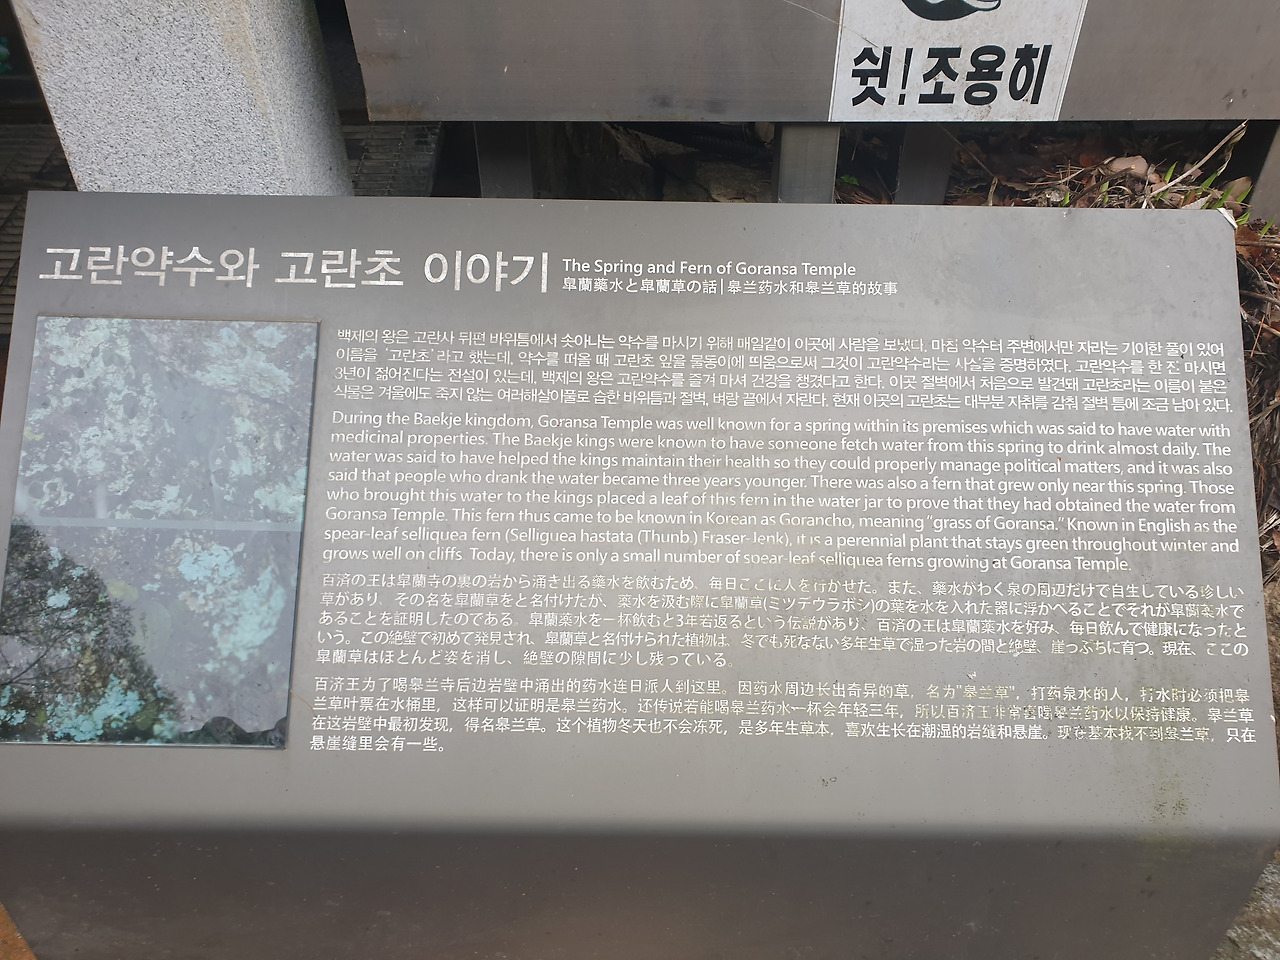 쉿!조용히
고란약수와 고란초 이야기 The Spring and Fern of Goransa Temple
皐蘭藥水と皐蘭草の話|皋兰药水和皋兰草的故事
백제의 왕은 고란사 뒤편 바위틈에서 솟아나는 약수를 마시기 위해 매일같이 이곳에 사람을 보냈다. 마침 약수터 주변에서만 자라는 기이한 풀이 있어
이름을 '고란초'라고 했는데, 약수를 떠올 때 고란초 잎을 물동이에 띄움으로써 그것이 고란약수라는 사실을 증명하였다. 고란약수를 한 잔 마시면
3년이 젊어진다는 전설이 있는데, 백제의 왕은 고란약수를 즐겨 마셔 건강을 챙겼다고 한다. 이곳 절벽에서 처음으로 발견돼 고란초라는 이름이 붙은
식물은 겨울에도 죽지 않는 여러해살이풀로 습한 바위틈과 절벽, 벼랑 끝에서 자란다. 현재 이곳의 고란초는 대부분 자취를 감춰 절벽 틈에 조금 남아 있다.
During the Baekje kingdom, Goransa Temple was well known for a spring within its premises which was said to have water with
medicinal properties. The Baekje kings were known to have someone fetch water from this spring to drink almost daily. The
water was said to have helped the kings maintain their health so they could properly manage political matters, and it was also
said that people who drank the water became three years younger. There was also a fern that grew only near this spring. Those
who brought this water to the kings placed a leaf of this fern in the water jar to prove that they had obtained the water from
Goransa Temple. This fern thus came to be known in Korean as Gorancho, meaning "grass of Goransa." Known in English as the
spear-leaf selliquea fern (Selliguea hastata (Thunb.) Fraser-Jenk), it is a perennial plant that stays green throughout winter and
grows well on cliffs. Today, there is only a small number of spear-leaf selliquea ferns growing at Goransa Temple.
百済の王は皐蘭寺の裏の岩から涌き出る藥水を飲むため、毎日ここに人を行かせた。また、藥水がわく泉の周辺だけで自生している珍しい
草があり、その名を皐蘭草をと名付けたが、薬水を汲む際に皐蘭草(ミツデウラボシ)の葉を水を入れた器に浮かべることでそれが皐蘭薬水で
あることを証明したのである。皐蘭薬水を一杯飲むと3年若返るという伝説があり、百済の王は皐蘭薬水を好み、毎日飲んで健康になったと
いう。この絶壁で初めて発見され、皐蘭草と名付けられた植物は、冬でも死なない多年生草で湿った岩の間と絶壁、崖っぷちに育つ。現在、ここの
皐蘭草はほとんど姿を消し、絶壁の隙間に少し残っている。
百济王为了喝皋兰寺后边岩壁中涌出的药水连日派人到这里。因药水周边长出奇异的草，名为"皋兰草"，打药泉水的人，打水时必须把皋
兰草叶票在水桶里，这样可以证明是皋兰药水。还传说若能喝皋兰药水一杯会年轻三年，所以百济王非常喜喝皋兰药水以保持健康。皋兰草
在这岩壁中最初发现，得名皋兰草。这个植物冬天也不会冻死，是多年生草本，喜欢生长在潮湿的岩缝和悬崖。现在基本找不到皋兰草，只在
悬崖缝里会有一些。